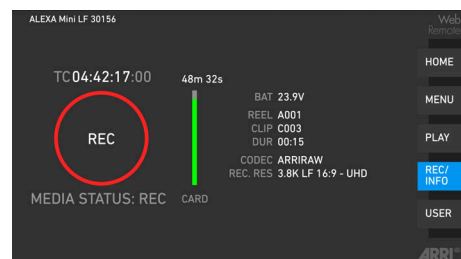 ALEXA Mini LF 30156
Web
Remote
TC04:42:17:00
48m 32s
REC
BAT 23.9V
REEL A001
CLIP C003
DUR 00:15
CODEC ARRIRAW
REC. RES 3.8K LF 16:9 - UHD
MEDIA STATUS: REC
CARD
HOME
MENU
PLAY
REC/
INFO
USER
ARRI